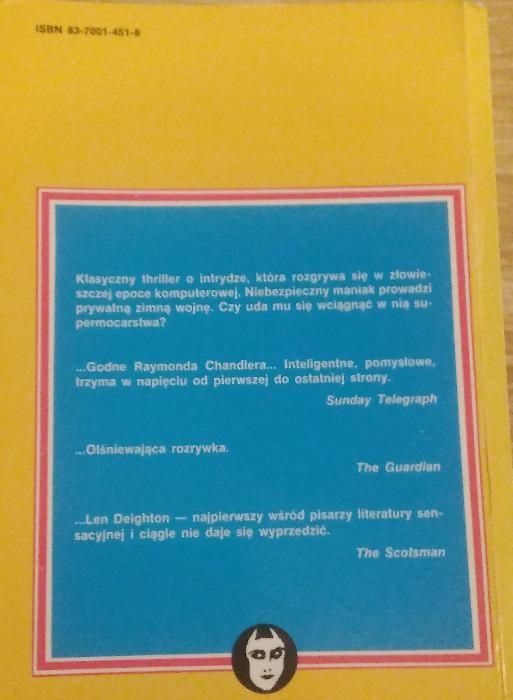 ISBN 83-7001-451-8
Klasyczny thriller o intrydze, która rozgrywa się w złowie-
szczej epoce komputerowej. Niebezpieczny maniak prowadzi
prywatną zimną wojnę. Czy uda mu się wciągnąć w nią su-
permocarstwa?
...Godne Raymonda Chandlera... Inteligentne, pomysłowe,
trzyma w napięciu od pierwszej do ostatniej strony.
Sunday Telegraph
...Olśniewająca rozrywka.
The Guardian
...Len Deighton — najpierwszy wśród pisarzy literatury sen-
sacyjnej i ciągle nie daje się wyprzedzić.
The Scotsman